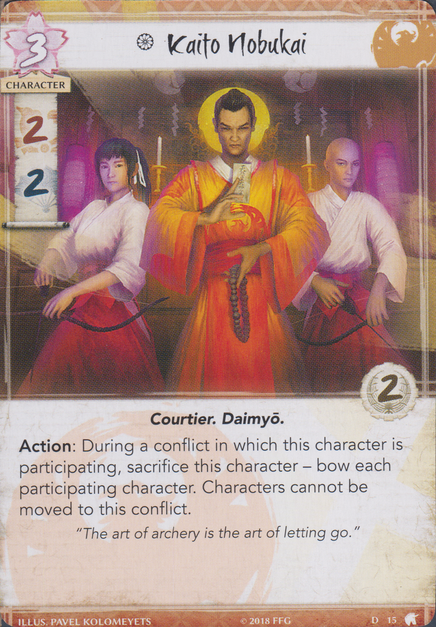 3
Kaito Nobukai
CHARACTER
2
2
2
Courtier. Daimyō.
Action: During a conflict in which this character is
participating, sacrifice this character – bow each
participating character. Characters cannot be
moved to this conflict.
“The art of archery is the art of letting go.”
ILLUS. PAVEL KOLOMEYETS © 2018 FFG D 15